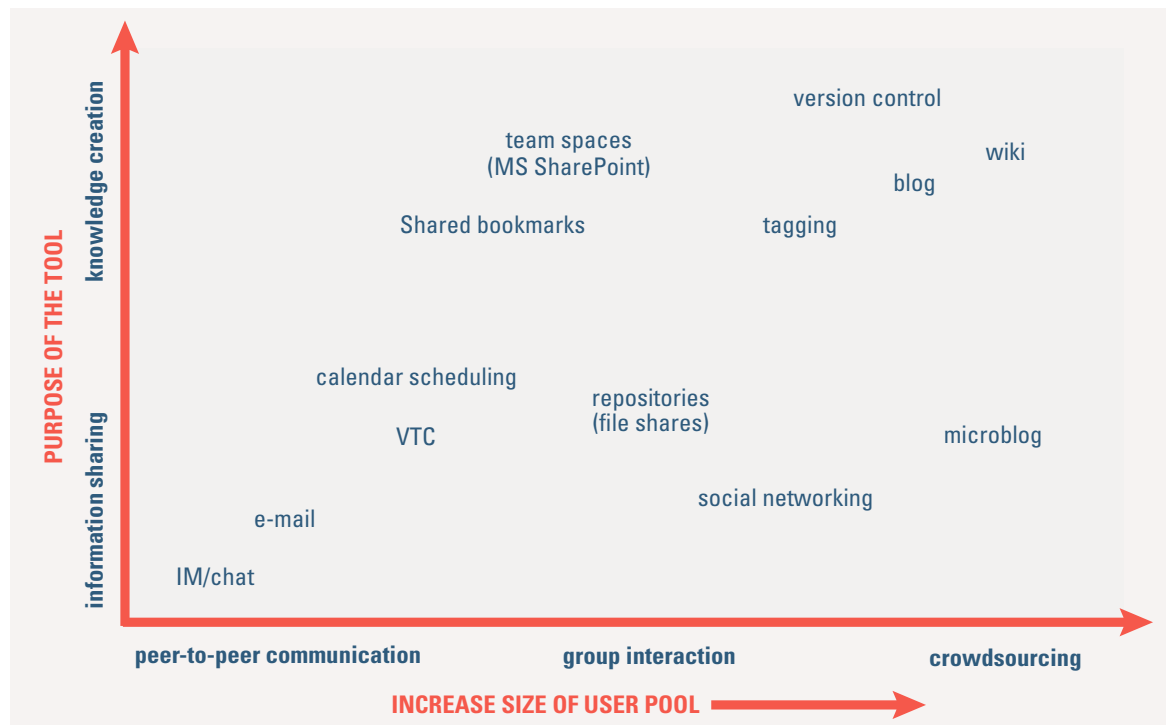 PURPOSE OF THE TOOL
knowledge creation
information sharing
version control
team spaces
(MS SharePoint)
wiki
blog
Shared bookmarks
tagging
calendar scheduling
repositories
(file shares)
VTC
microblog
social networking
e-mail
IM/chat
peer-to-peer communication
group interaction
crowdsourcing
INCREASE SIZE OF USER POOL